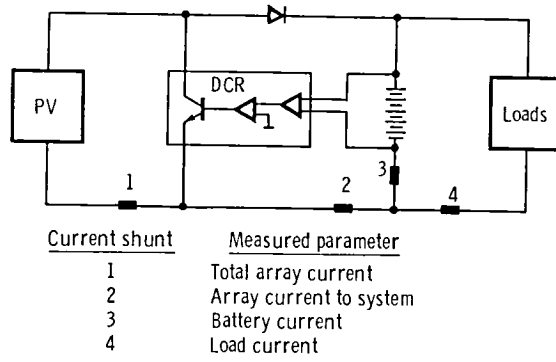 DCR
PV
Loads
1
2
3
4
Current shunt Measured parameter
1 Total array current
2 Array current to system
3 Battery current
4 Load current